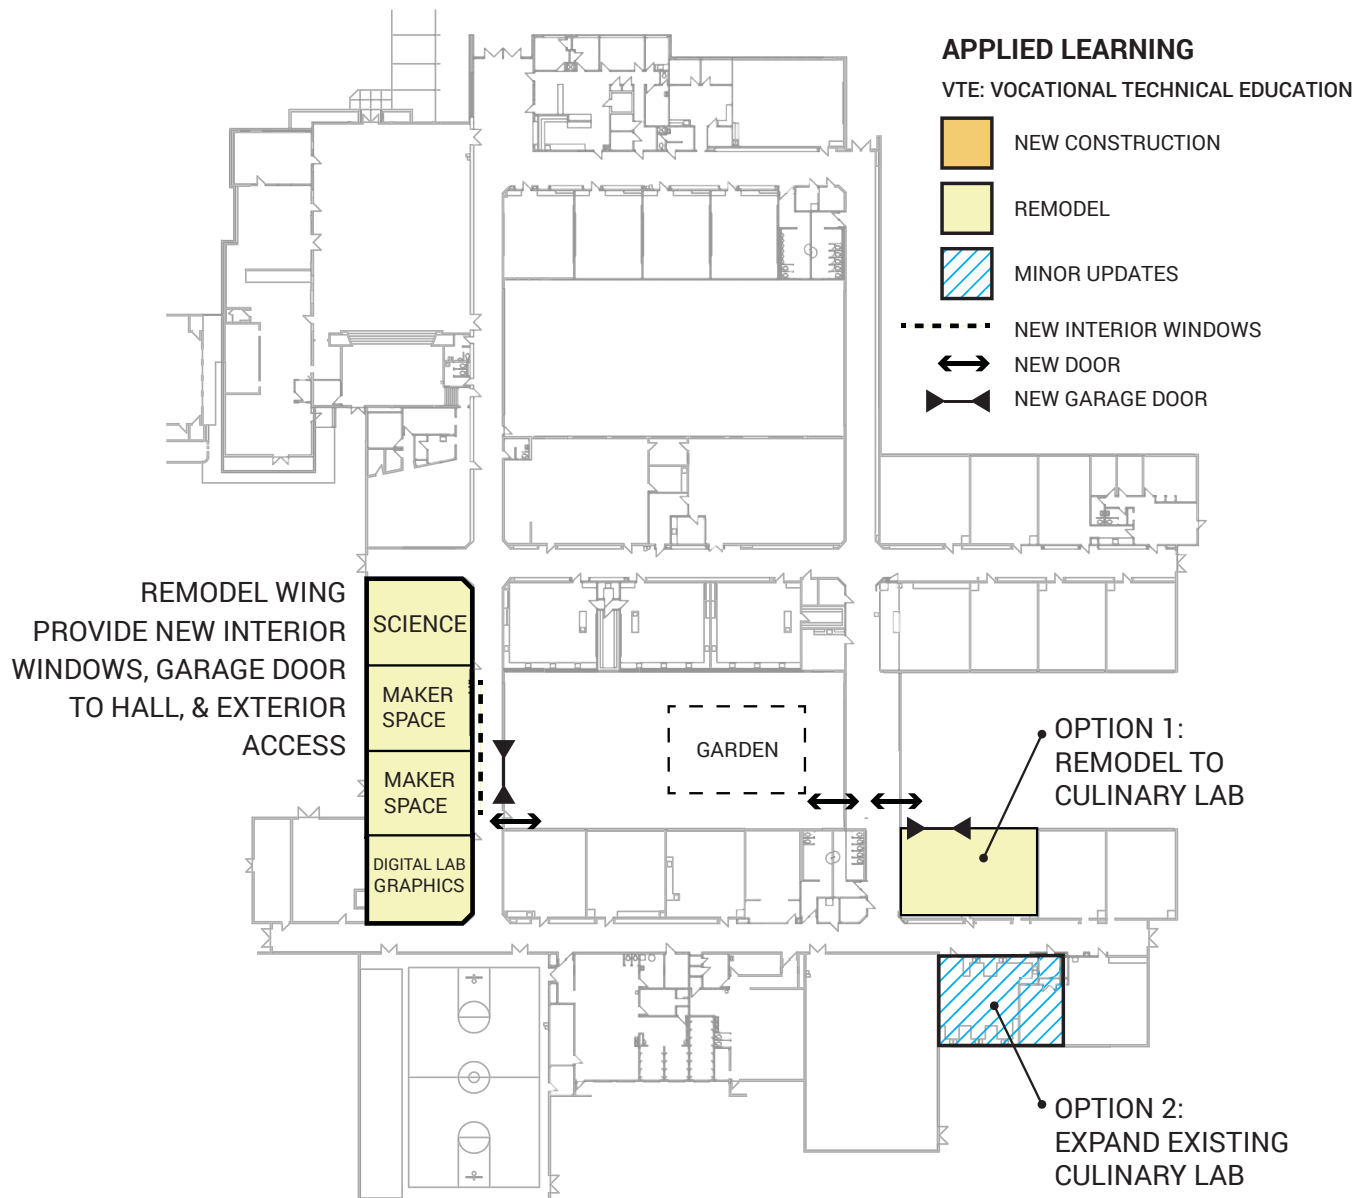 APPLIED LEARNING
VTE: VOCATIONAL TECHNICAL EDUCATION
NEW CONSTRUCTION
REMODEL
MINOR UPDATES
NEW INTERIOR WINDOWS
NEW DOOR
NEW GARAGE DOOR
REMODEL WING
PROVIDE NEW INTERIOR
WINDOWS, GARAGE DOOR
TO HALL, & EXTERIOR
ACCESS
SCIENCE
MAKER
SPACE
MAKER
SPACE
DIGITAL LAB
GRAPHICS
GARDEN
OPTION 1:
REMODEL TO
CULINARY LAB
OPTION 2:
EXPAND EXISTING
CULINARY LAB